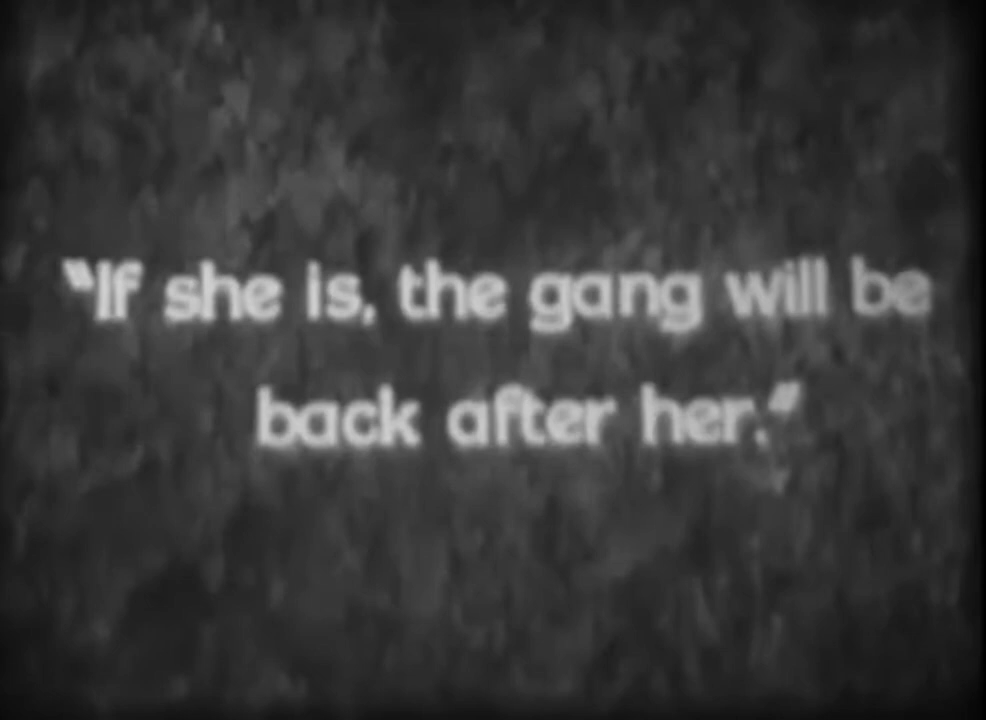 "If she is, the gang will be
back after her."